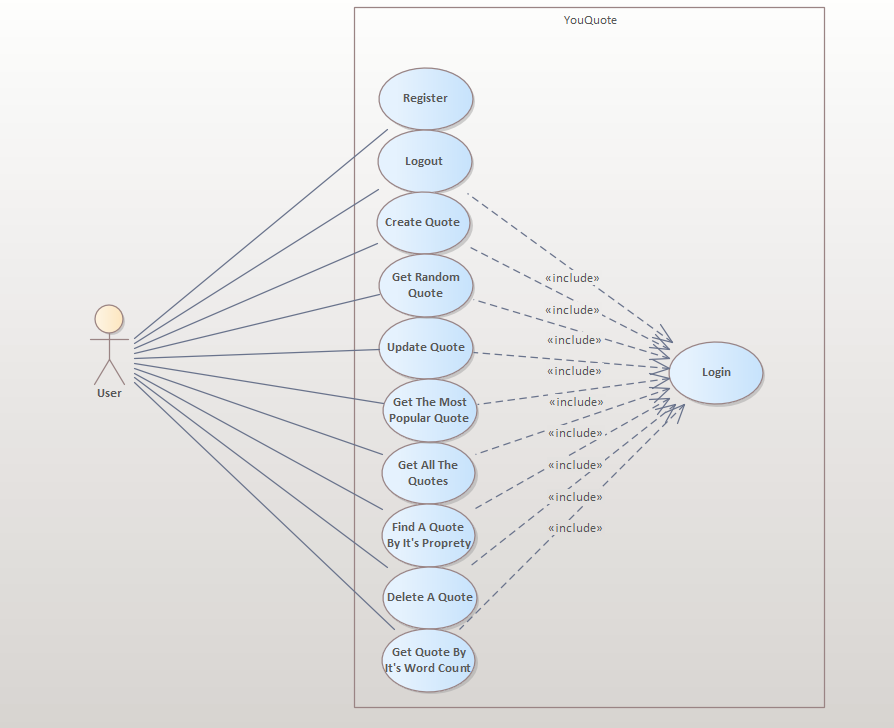 YouQuote
Register
Logout
Create Quote
Get Random
Quote
Update Quote
Get The Most
Popular Quote
Get All The
Quotes
Find A Quote
By It's Proprety
Delete A Quote
Get Quote By
It's Word Count
User
«include»
«include»
«include»
«include»
«include»
«include»
«include»
«include»
«include»
Login